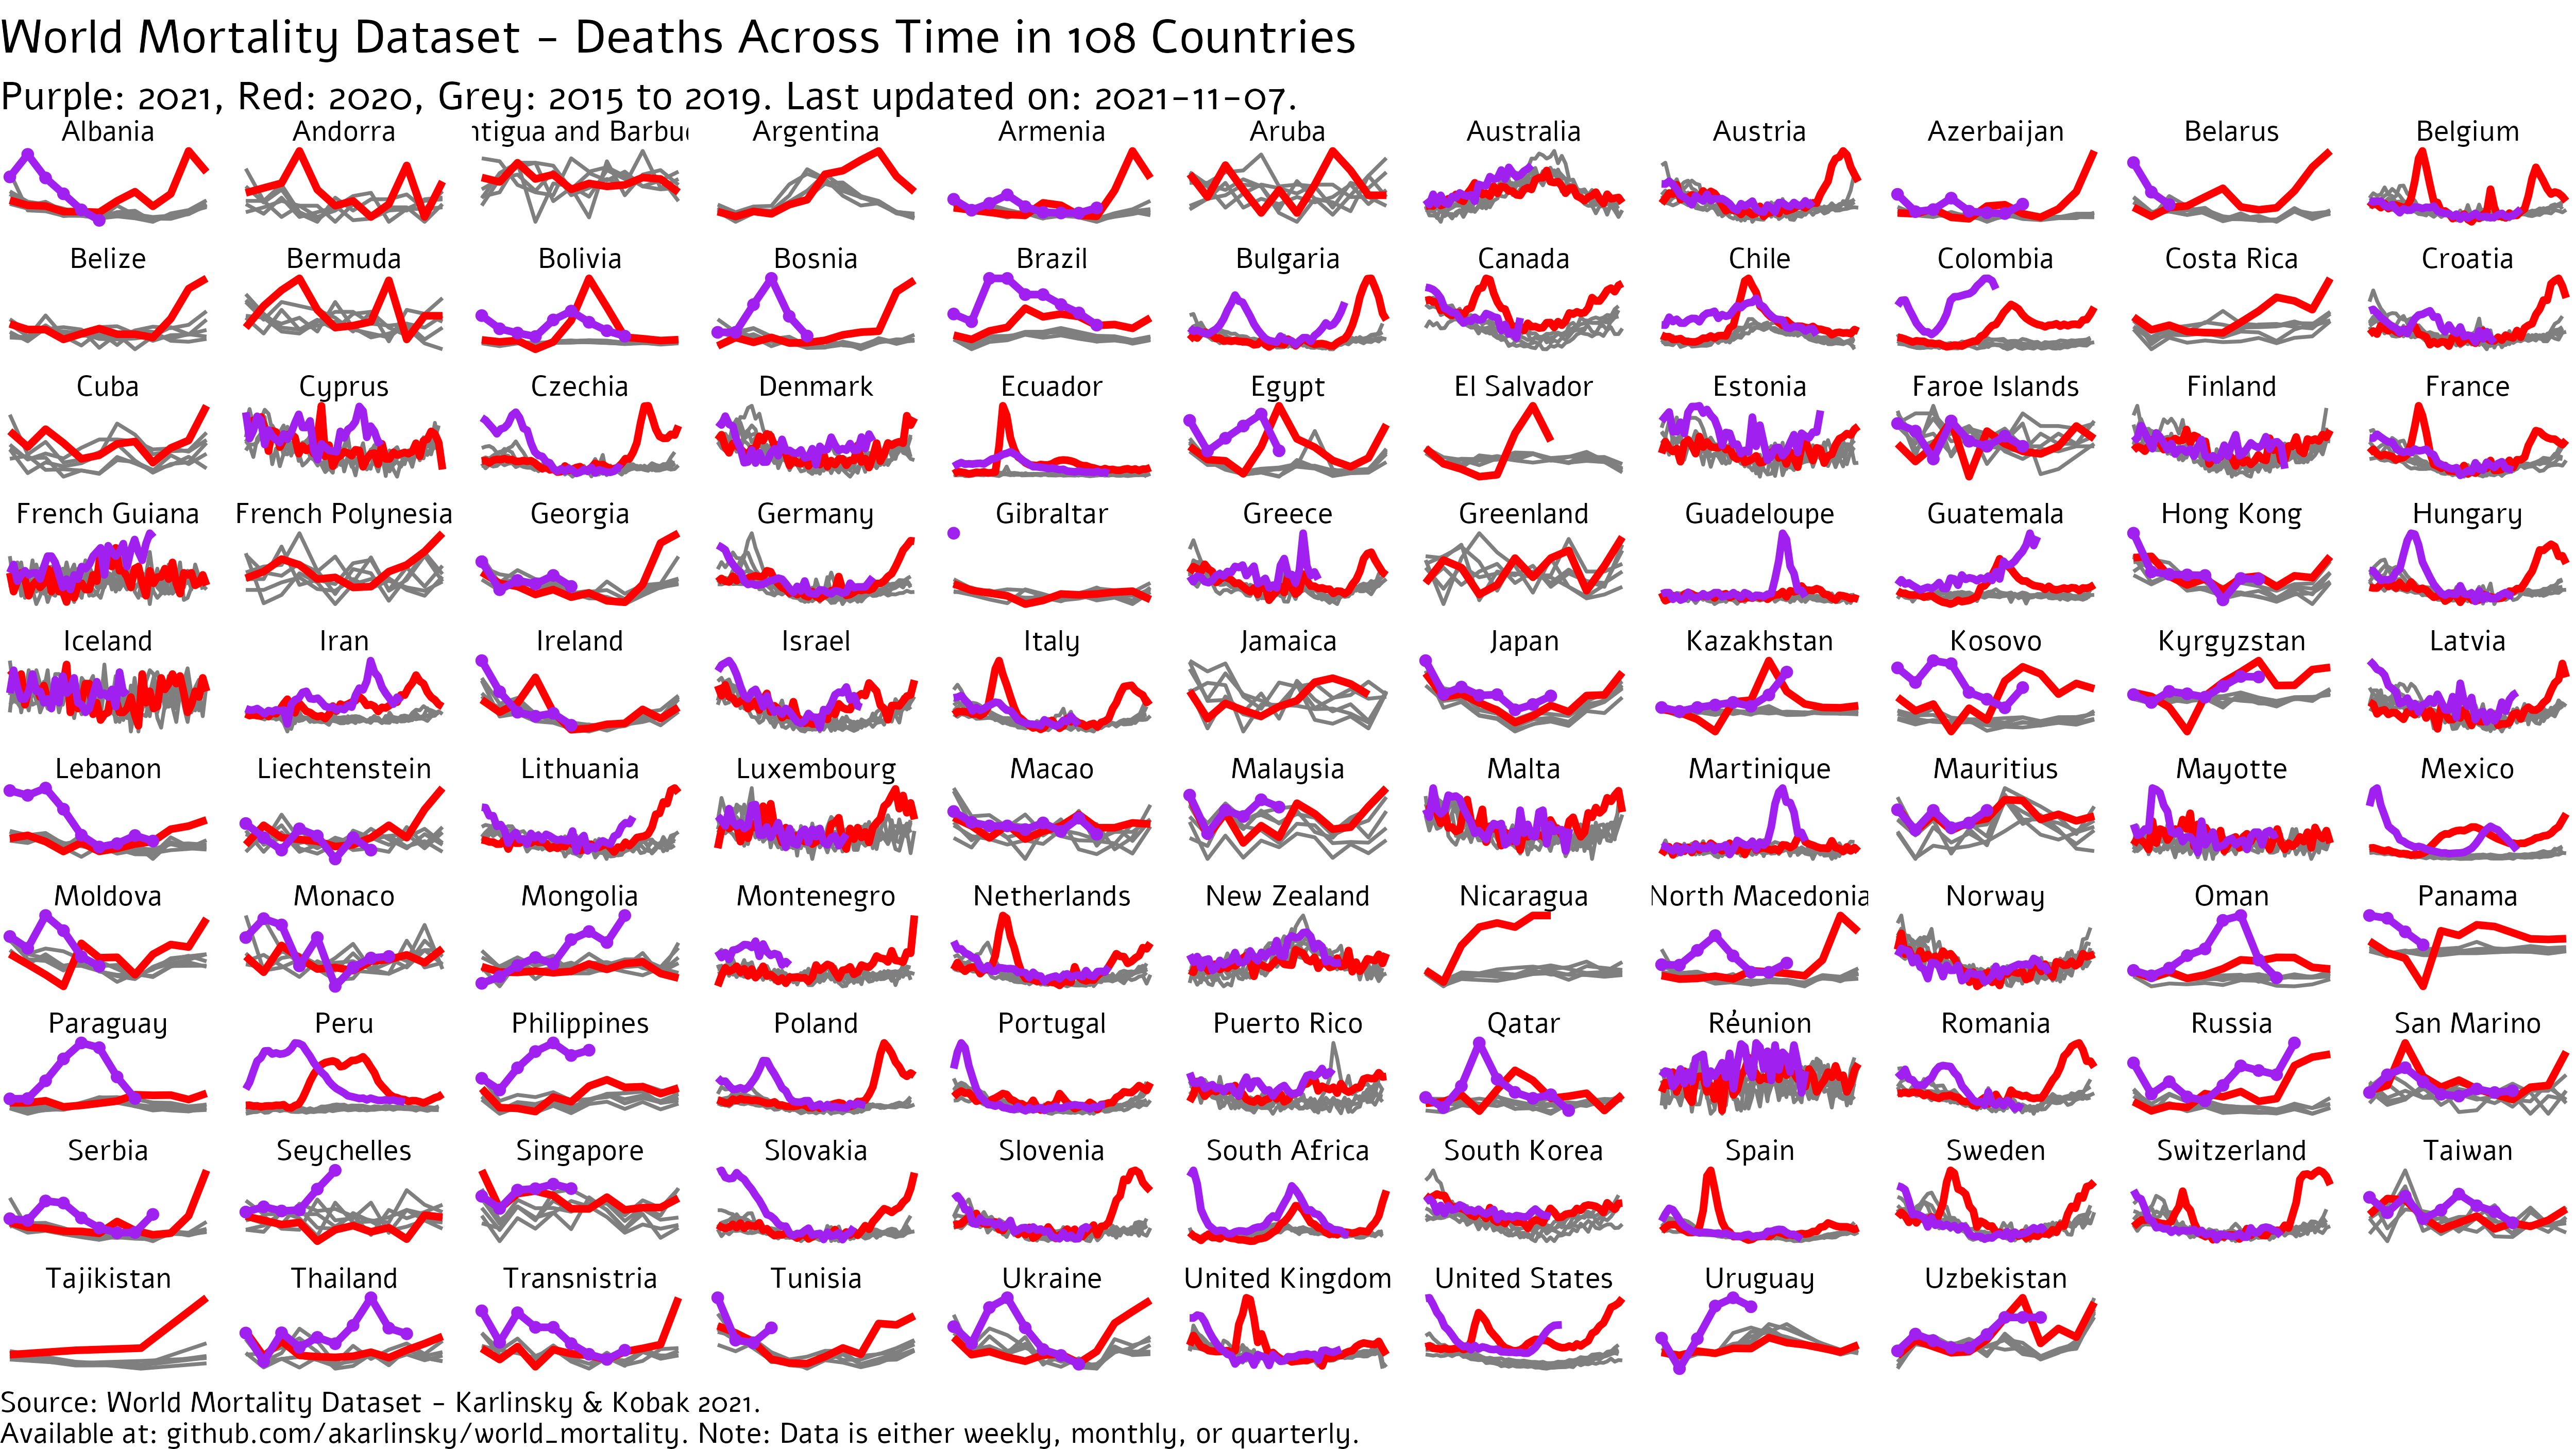 World Mortality Dataset - Deaths Across Time in 108 Countries
Purple: 2021, Red: 2020, Grey: 2015 to 2019. Last updated on: 2021-11-07.
Albania Andorra ntigua and Barbu Argentina Armenia Aruba Australia Austria Azerbaijan Belarus Belgium
Belize Bermuda Bolivia Bosnia Brazil Bulgaria Canada Chile Colombia Costa Rica Croatia
Cuba Cyprus Czechia Denmark Ecuador Egypt El Salvador Estonia Faroe Islands Finland France
French Guiana French Polynesia Georgia Germany Gibraltar Greece Greenland Guadeloupe Guatemala Hong Kong Hungary
Iceland Iran Ireland Israel Italy Jamaica Japan Kazakhstan Kosovo Kyrgyzstan Latvia
Lebanon Liechtenstein Lithuania Luxembourg Macao Malaysia Malta Martinique Mauritius Mayotte Mexico
Moldova Monaco Mongolia Montenegro Netherlands New Zealand Nicaragua North Macedonia Norway Oman Panama
Paraguay Peru Philippines Poland Portugal Puerto Rico Qatar Réunion Romania Russia San Marino
Serbia Seychelles Singapore Slovakia Slovenia South Africa South Korea Spain Sweden Switzerland Taiwan
Tajikistan Thailand Transnistria Tunisia Ukraine United Kingdom United States Uruguay Uzbekistan
Source: World Mortality Dataset - Karlinsky & Kobak 2021.
Available at: github.com/akarlinsky/world_mortality. Note: Data is either weekly, monthly, or quarterly.